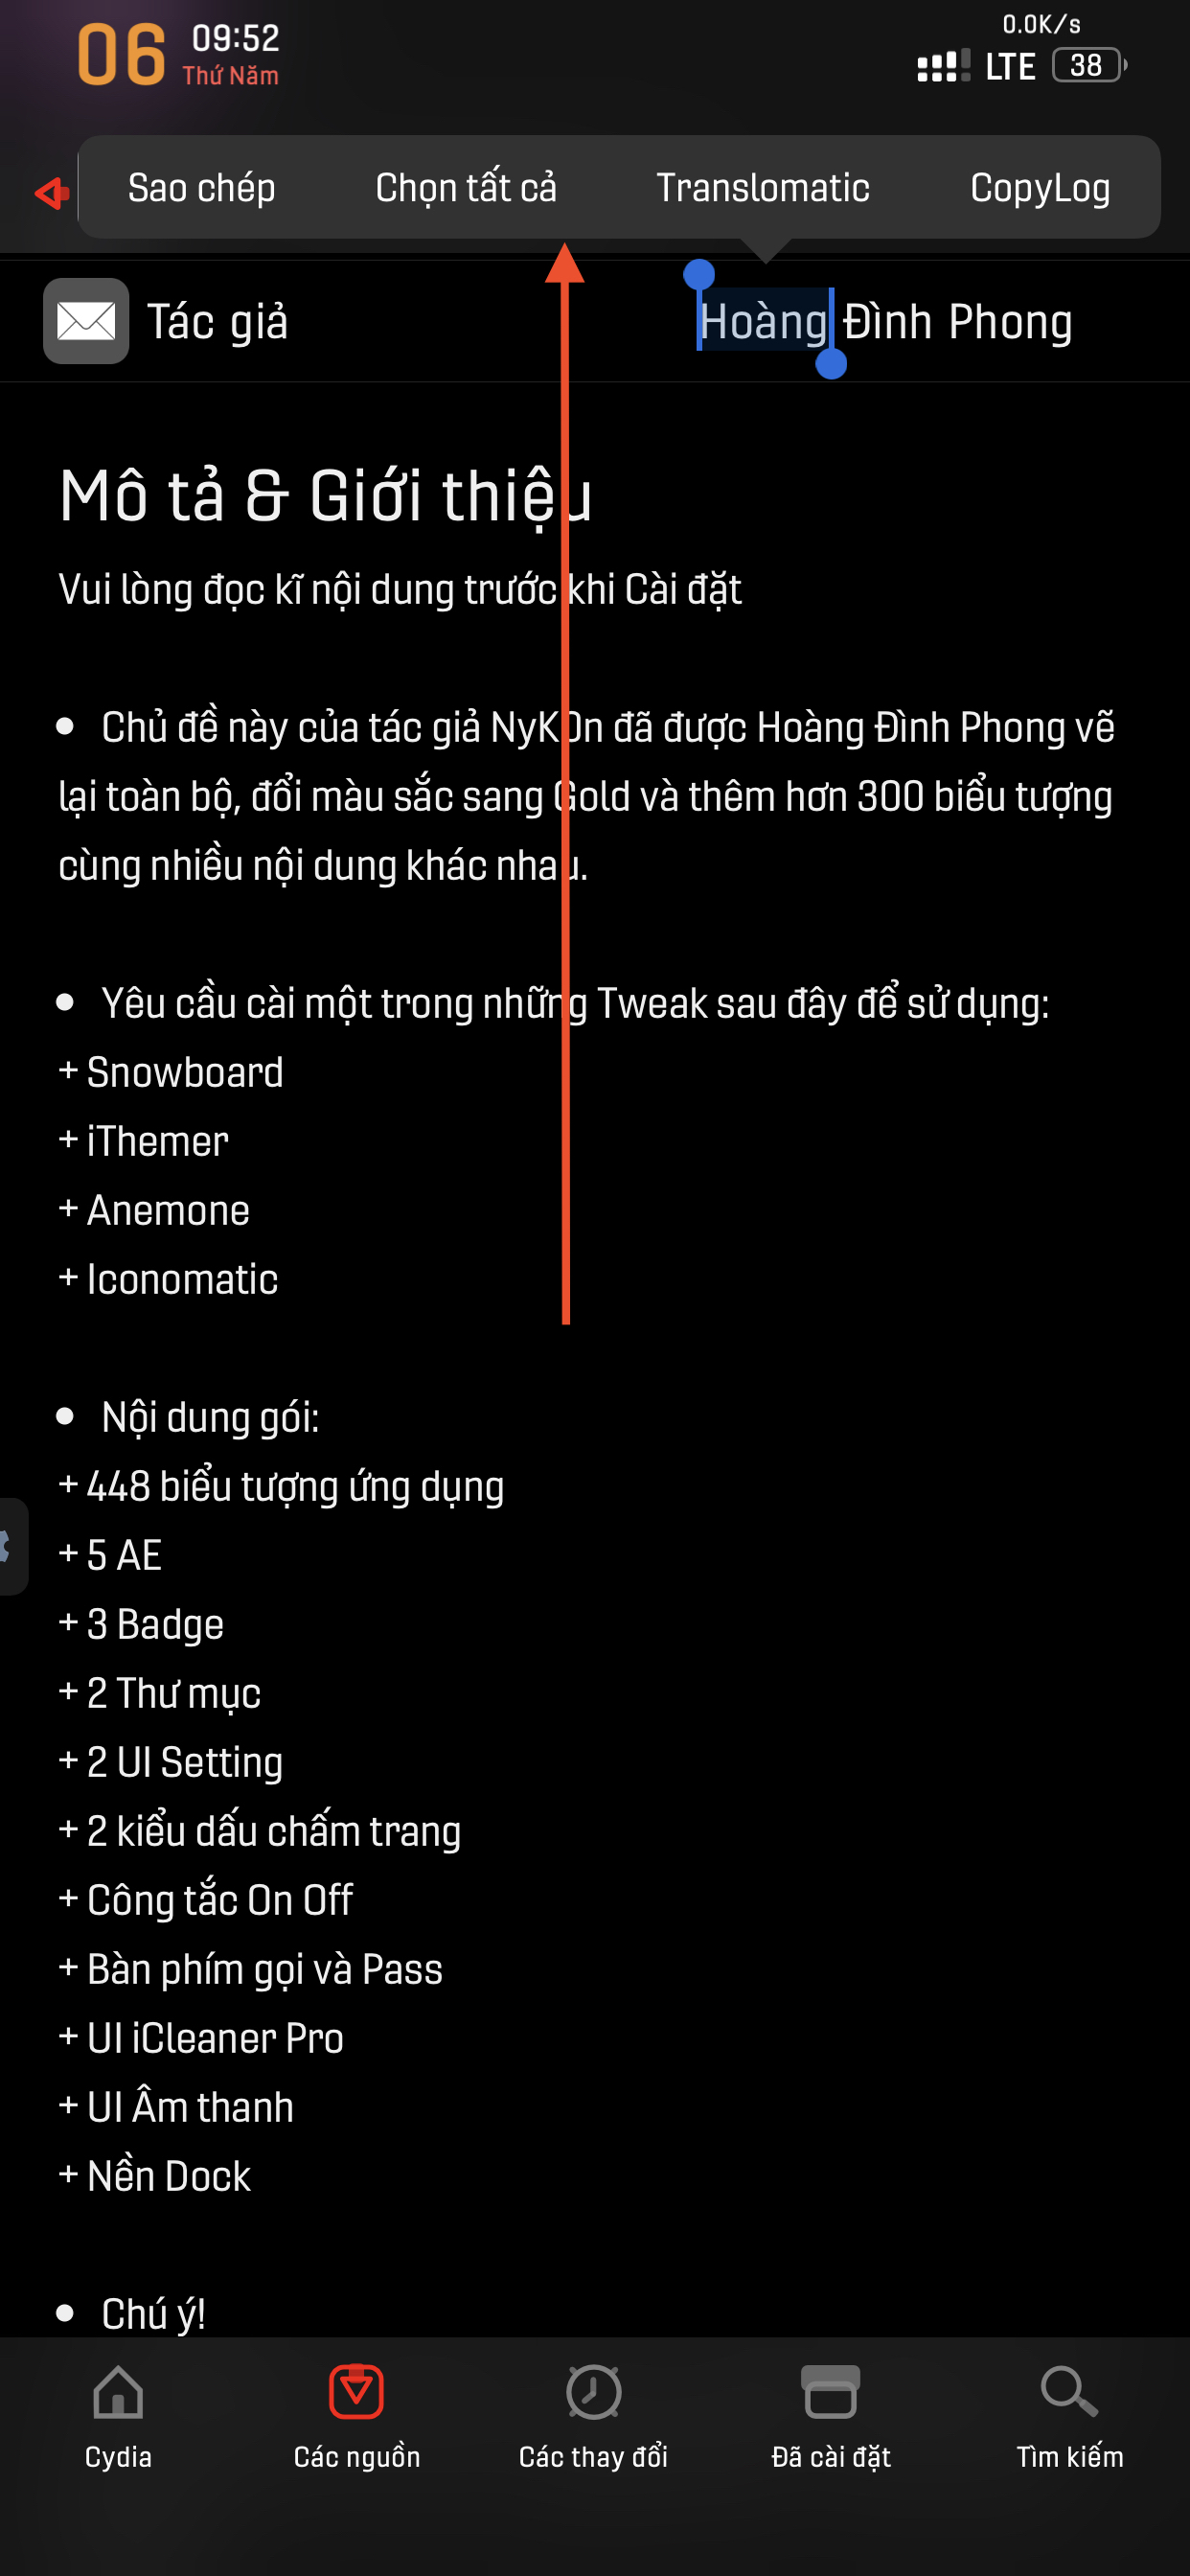 06 09:52
Thứ Năm
0.0K/s
LTE 38
Sao chép Chọn tất cả Translomatic CopyLog
Tác giả Hoàng Đình Phong
Mô tả & Giới thiệu
Vui lòng đọc kĩ nội dung trước khi Cài đặt
• Chủ đề này của tác giả NyK0n đã được Hoàng Đình Phong vẽ
lại toàn bộ, đổi màu sắc sang Gold và thêm hơn 300 biểu tượng
cùng nhiều nội dung khác nhau.
• Yêu cầu cài một trong những Tweak sau đây để sử dụng:
+ Snowboard
+ iThemer
+ Anemone
+ Iconomatic
• Nội dung gói:
+ 448 biểu tượng ứng dụng
+ 5 AE
+ 3 Badge
+ 2 Thư mục
+ 2 UI Setting
+ 2 kiểu dấu chấm trang
+ Công tắc On Off
+ Bàn phím gọi và Pass
+ UI iCleaner Pro
+ UI Âm thanh
+ Nền Dock
• Chú ý!
Cydia Các nguồn Các thay đổi Đã cài đặt Tìm kiếm